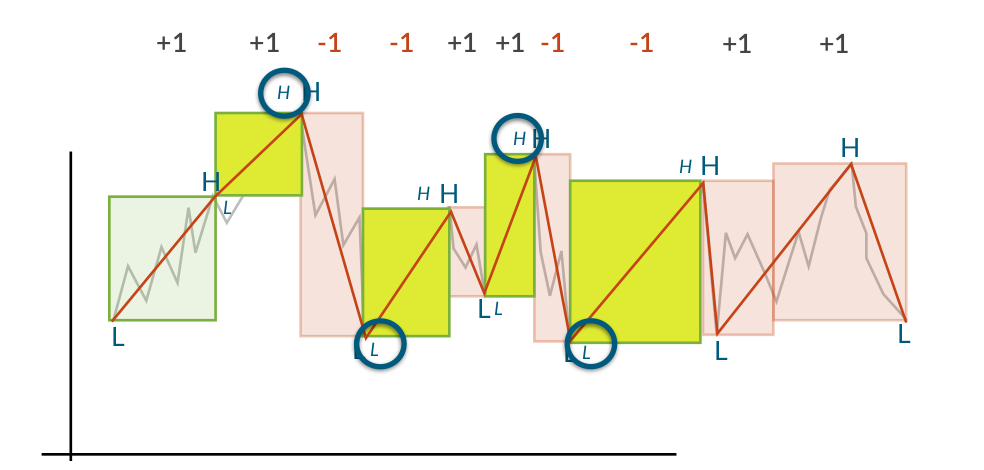 +1 +1 -1 -1 +1 +1 -1 -1 +1 +1
H H
H H
H
H H H H H
H L
L L
L L L L
L L L L